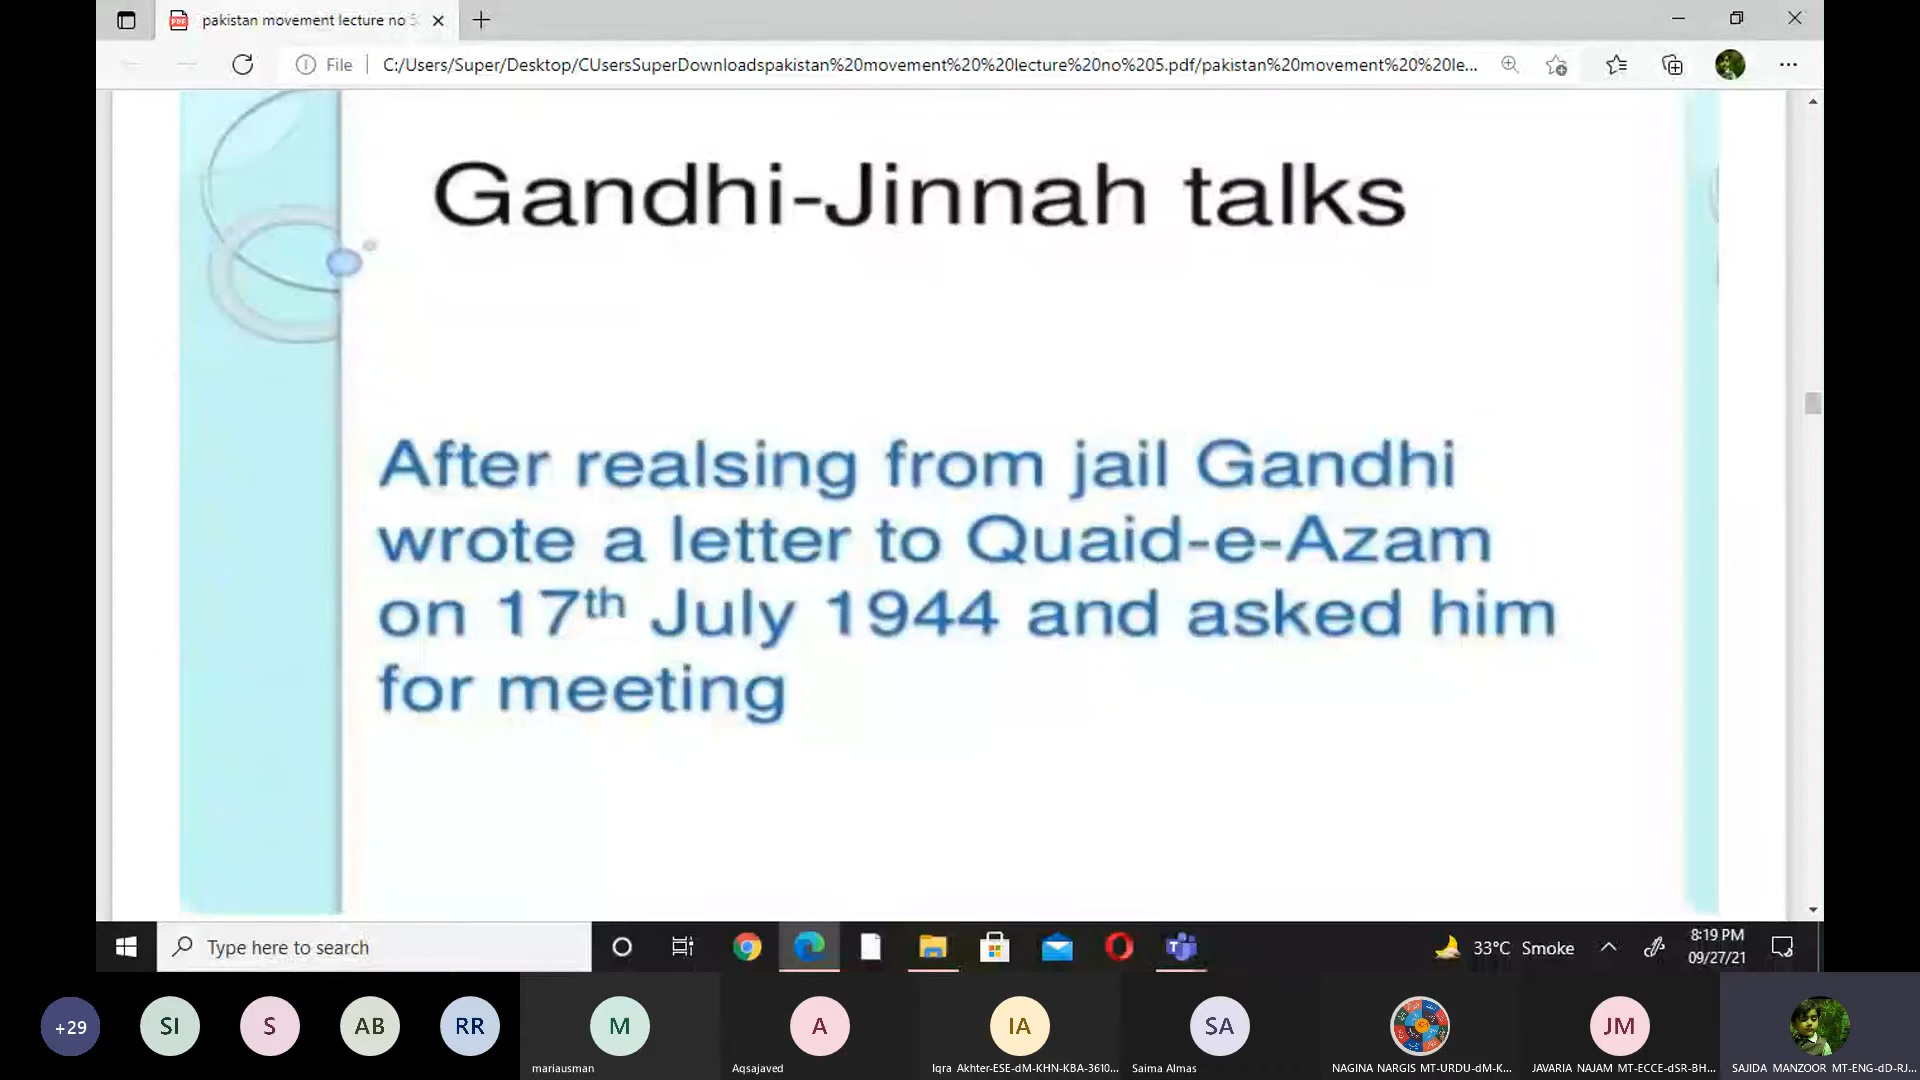 pakistan movement lecture no 5
File
C:/Users/Super/Desktop/CUsersSuperDownloadspakistan%20movement%20%20lecture%20no%205.pdf/pakistan%20movement%20%20le...
Gandhi-Jinnah talks
After realsing from jail Gandhi
wrote a letter to Quaid-e-Azam
on 17th July 1944 and asked him
for meeting
Type here to search
33°C Smoke
8:19 PM
09/27/21
+29
SI
S
AB
RR
M
A
IA
SA
JM
mariausman
Aqsajaved
Iqra Akhter-ESE-dM-KHN-KBA-3610...
Saima Almas
NAGINA NARGIS MT-URDU-dM-K...
JAVARIA NAJAM MT-ECCE-dSR-BH...
SAJIDA MANZOOR MT-ENG-dD-RJ...